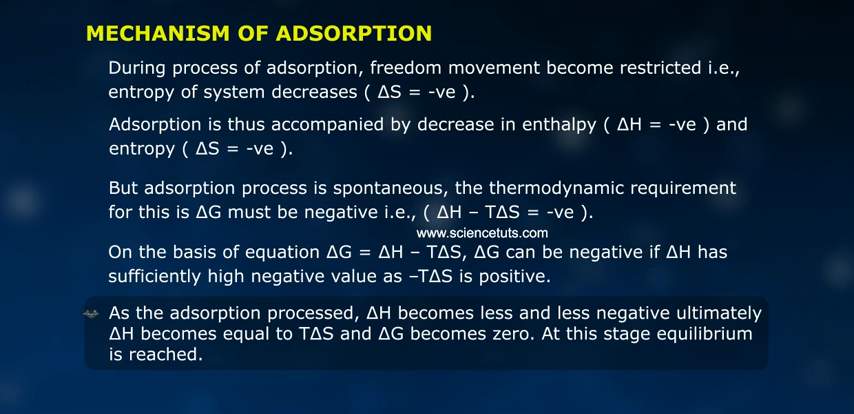 MECHANISM OF ADSORPTION
During process of adsorption, freedom movement become restricted i.e.,
entropy of system decreases ( ΔS = -ve ).
Adsorption is thus accompanied by decrease in enthalpy ( ΔH = -ve ) and
entropy ( ΔS = -ve ).
But adsorption process is spontaneous, the thermodynamic requirement
for this is ΔG must be negative i.e., ( ΔH – TΔS = -ve ).
www.sciencetuts.com
On the basis of equation ΔG = ΔH – TΔS, ΔG can be negative if ΔH has
sufficiently high negative value as –TΔS is positive.
As the adsorption processed, ΔH becomes less and less negative ultimately
ΔH becomes equal to TΔS and ΔG becomes zero. At this stage equilibrium
is reached.